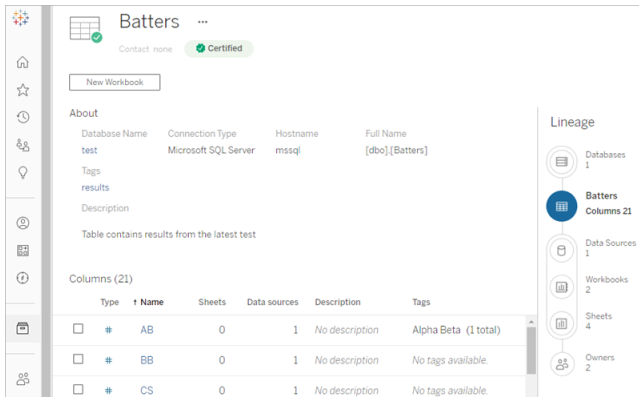 Batters ...
Contact none Certified
New Workbook
About
Database Name Connection Type Hostname Full Name
test Microsoft SQL Server mssql [dbo].[Batters]
Tags
results
Description
Table contains results from the latest test
Columns (21)
Type ↑ Name Sheets Data sources Description Tags
# AB 0 1 No description Alpha Beta (1 total)
# BB 0 1 No description No tags available.
# CS 0 1 No description No tags available.
Lineage
Databases
1
Batters
Columns 21
Data Sources
1
Workbooks
2
Sheets
4
Owners
2